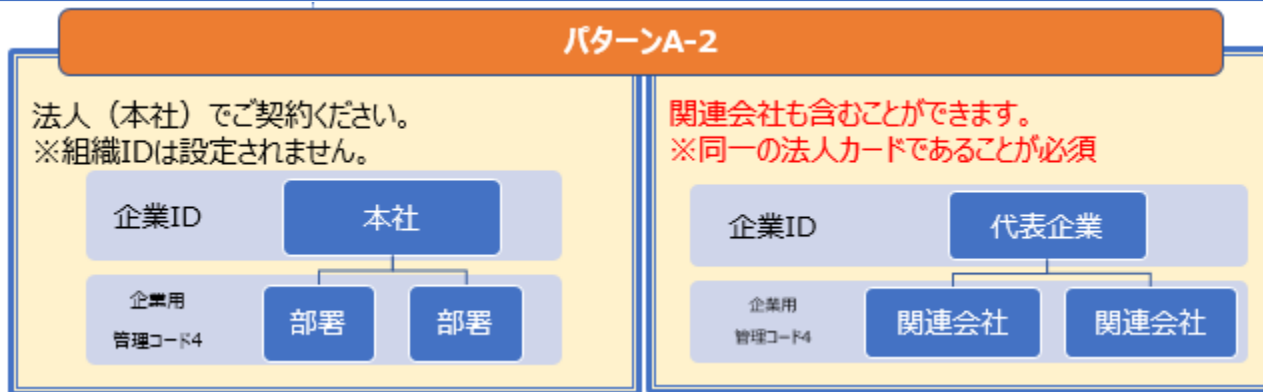 パターンA-2
法人（本社）でご契約ください。
※組織IDは設定されません。
企業ID
本社
企業用
管理コード4
部署
部署
関連会社も含むことができます。
※同一の法人カードであることが必須
企業ID
代表企業
企業用
管理コード4
関連会社
関連会社